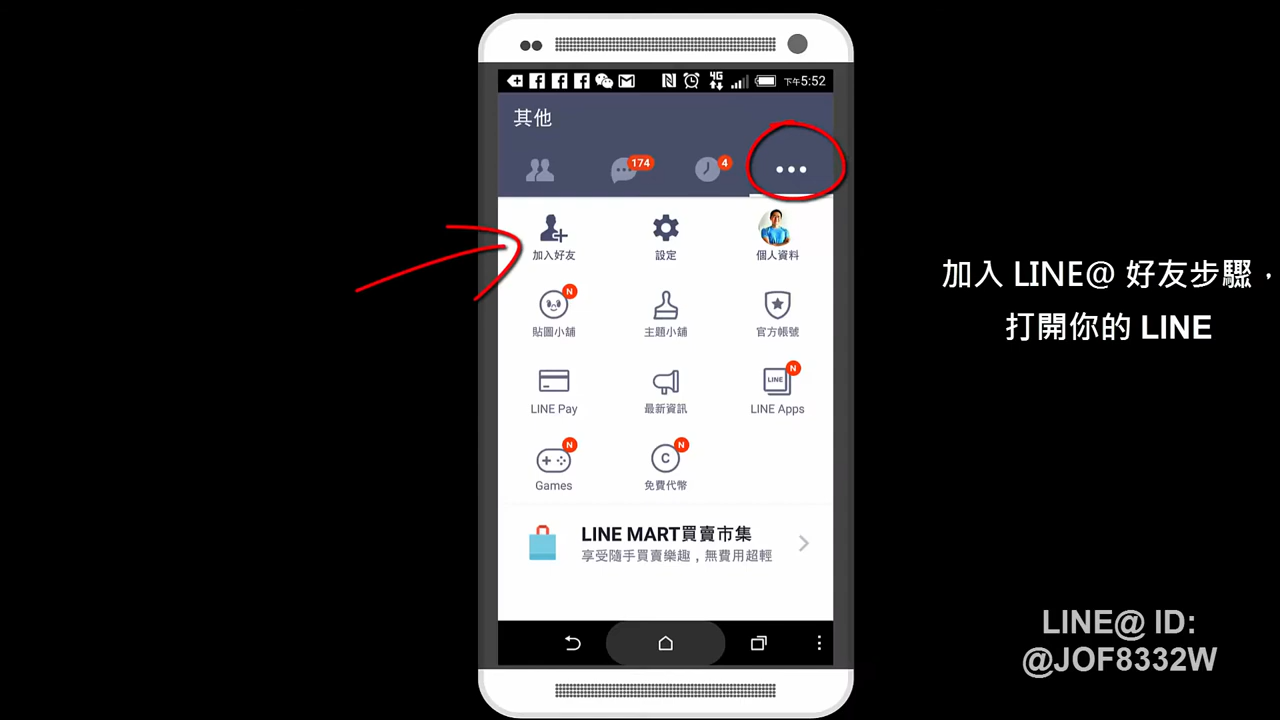 下午5:52
其他
174
4
加入好友
設定
個人資料
N
貼圖小舖
主題小舖
官方帳號
N
LINE
LINE Pay
最新資訊
LINE Apps
N
N
C
Games
免費代幣
LINE MART買賣市集
享受隨手買賣樂趣，無費用超輕
加入 LINE@ 好友步驟，
打開你的 LINE
LINE@ ID:
@JOF8332W